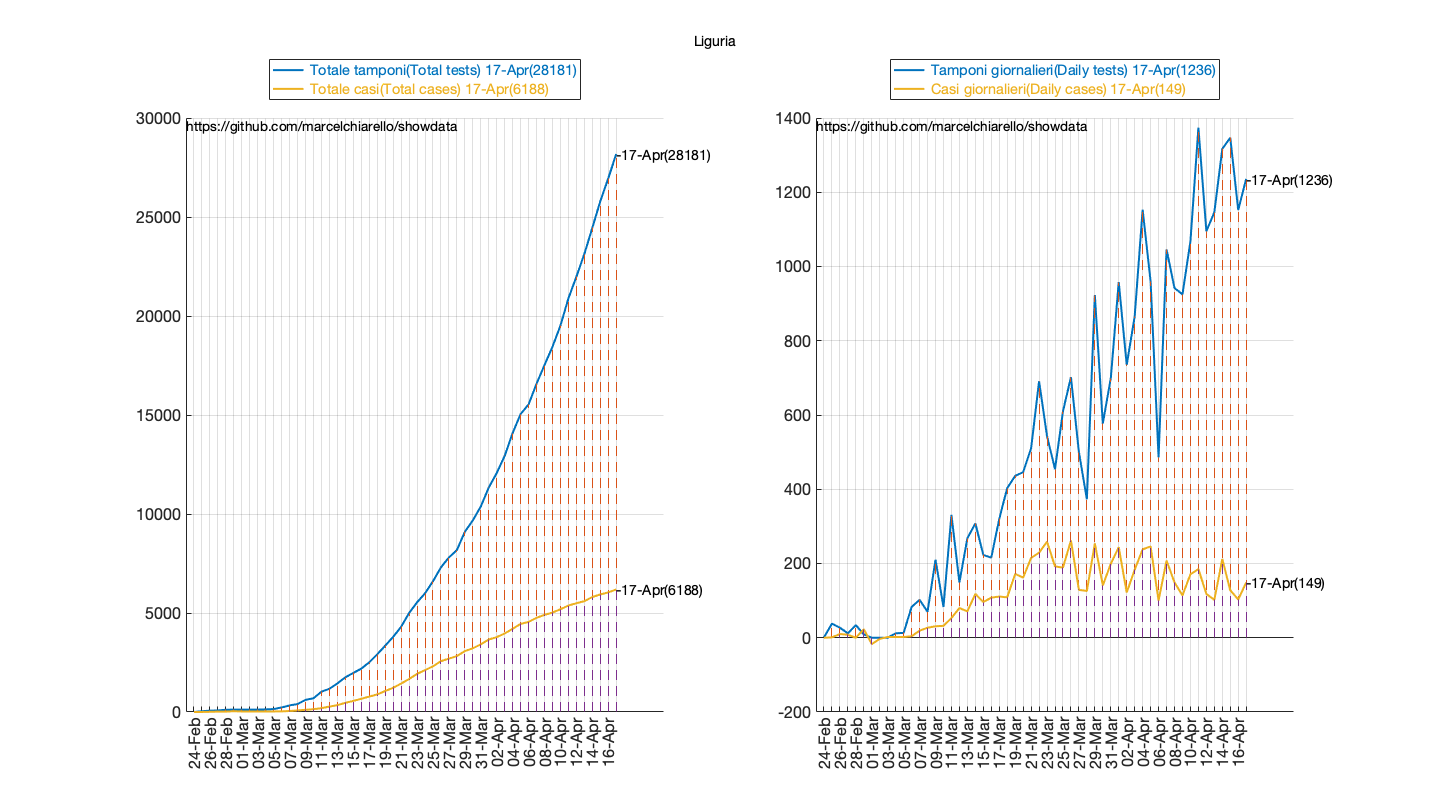 Liguria
Totale tamponi(Total tests) 17-Apr(28181)
Totale casi(Total cases) 17-Apr(6188)
https://github.com/marcelchiarello/showdata
30000
25000
20000
15000
10000
5000
0
17-Apr(28181)
17-Apr(6188)
24-Feb
26-Feb
28-Feb
01-Mar
03-Mar
05-Mar
07-Mar
09-Mar
11-Mar
13-Mar
15-Mar
17-Mar
19-Mar
21-Mar
23-Mar
25-Mar
27-Mar
29-Mar
31-Mar
02-Apr
04-Apr
06-Apr
08-Apr
10-Apr
12-Apr
14-Apr
16-Apr
Tamponi giornalieri(Daily tests) 17-Apr(1236)
Casi giornalieri(Daily cases) 17-Apr(149)
https://github.com/marcelchiarello/showdata
1400
1200
1000
800
600
400
200
0
-200
17-Apr(1236)
17-Apr(149)
24-Feb
26-Feb
28-Feb
01-Mar
03-Mar
05-Mar
07-Mar
09-Mar
11-Mar
13-Mar
15-Mar
17-Mar
19-Mar
21-Mar
23-Mar
25-Mar
27-Mar
29-Mar
31-Mar
02-Apr
04-Apr
06-Apr
08-Apr
10-Apr
12-Apr
14-Apr
16-Apr